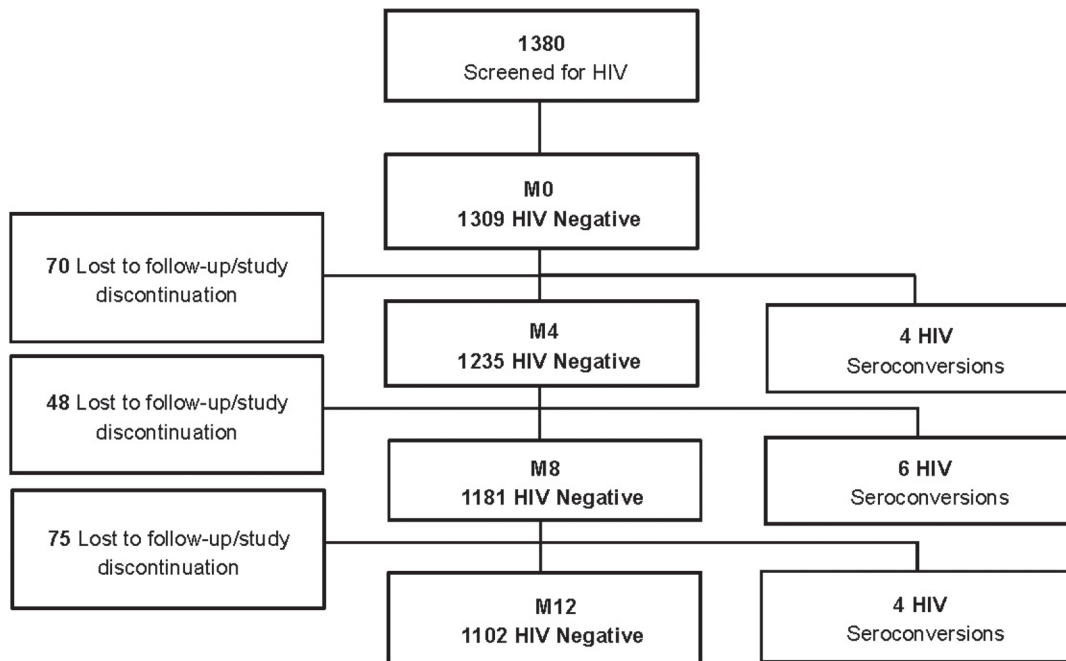 1380
Screened for HIV
M0
1309 HIV Negative
70 Lost to follow-up/study
discontinuation
M4
1235 HIV Negative
4 HIV
Seroconversions
48 Lost to follow-up/study
discontinuation
M8
1181 HIV Negative
6 HIV
Seroconversions
75 Lost to follow-up/study
discontinuation
M12
1102 HIV Negative
4 HIV
Seroconversions